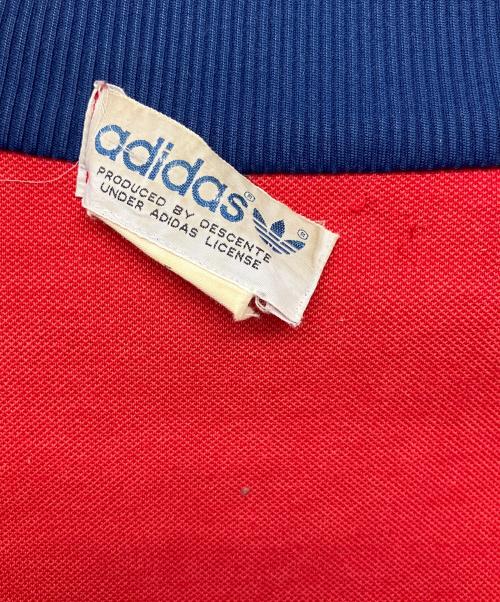 adidas®
®
PRODUCED BY DESCENTE
UNDER ADIDAS LICENSE